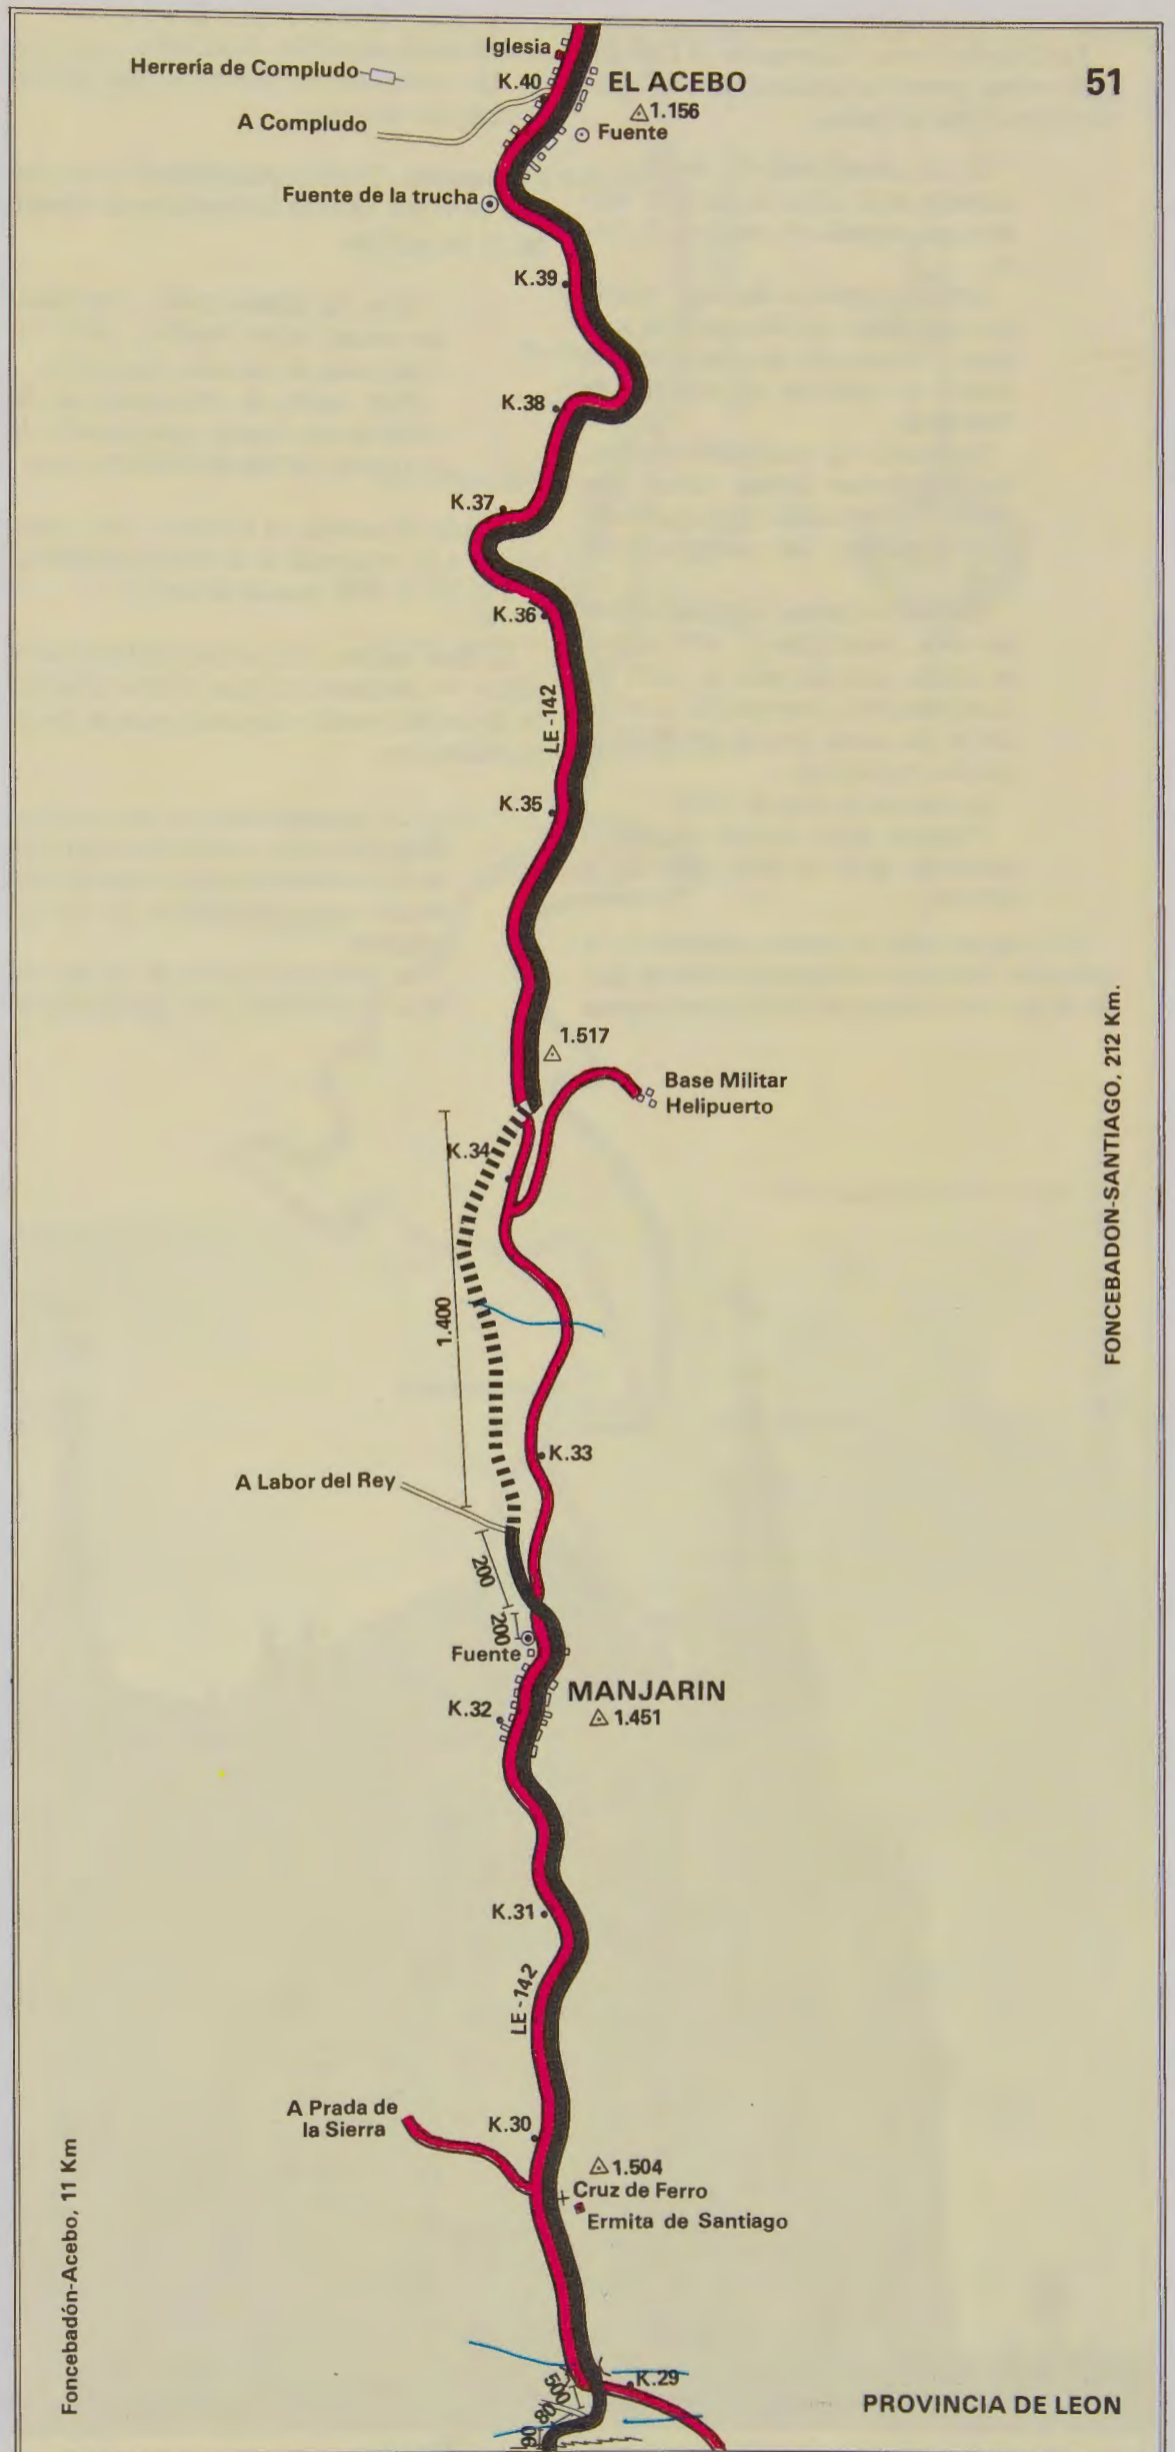 Iglesia
Herrería de Compludo
K.40
EL ACEBO
51
1.156
A Compludo
Fuente
Fuente de la trucha
K.39
K.38
K.37
K.36
LE-142
K.35
1.517
Base Militar
Helipuerto
K.34
FONCEBADON-SANTIAGO, 212 Km.
1.400
K.33
A Labor del Rey
200
200
Fuente
MANJARIN
K.32
1.451
K.31
LE-142
A Prada de
la Sierra
K.30
1.504
Cruz de Ferro
Ermita de Santiago
Foncebadón-Acebo, 11 Km
K.29
500
80
90
PROVINCIA DE LEON